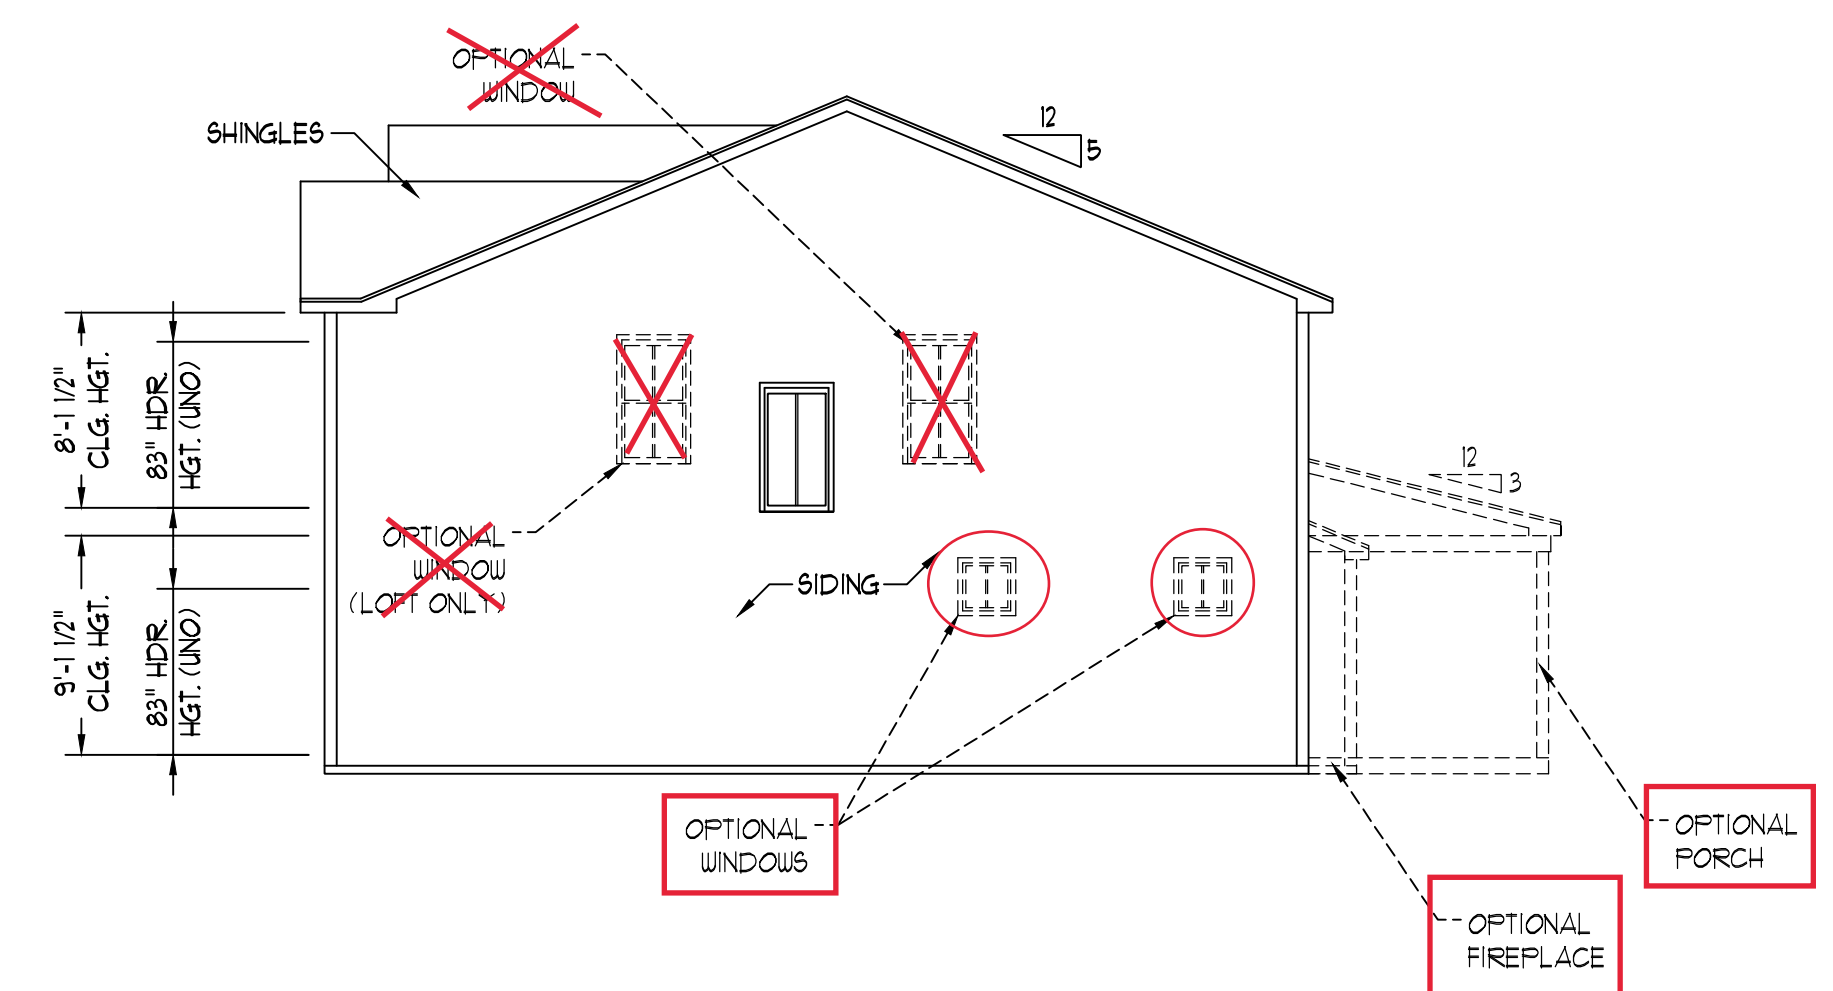 OPTIONAL
WINDOW
SHINGLES
12
5
8'-1 1/2"
CLG. HGT.
83" HDR.
HGT. (UNO)
12
3
OPTIONAL
WINDOW
(LOFT ONLY)
SIDING
9'-1 1/2"
CLG. HGT.
83" HDR.
HGT. (UNO)
OPTIONAL
WINDOWS
OPTIONAL
PORCH
OPTIONAL
FIREPLACE